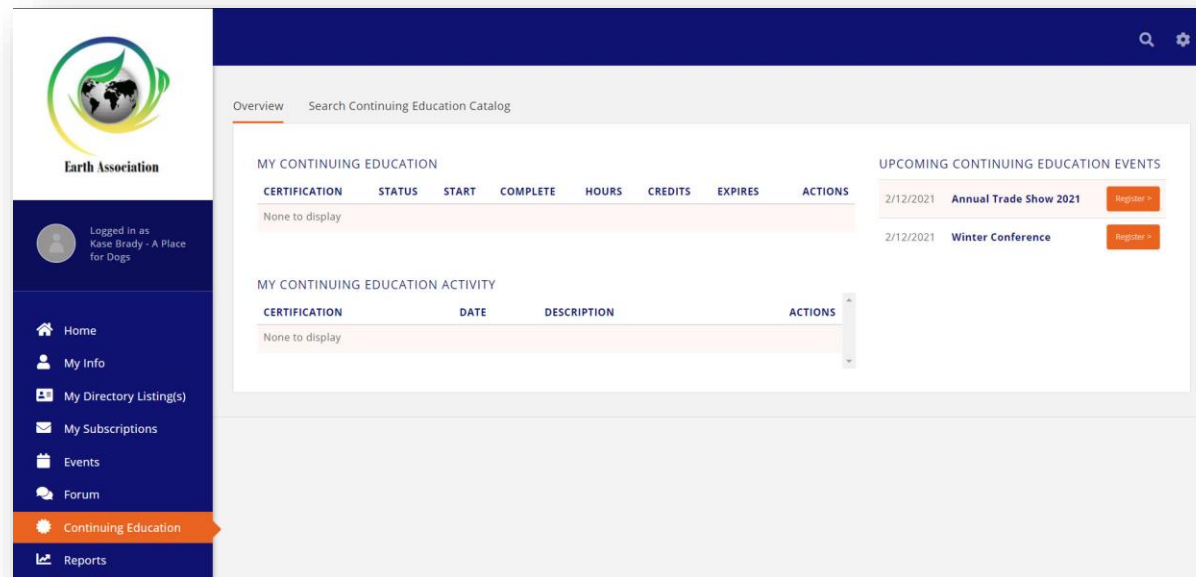 Earth Association
Logged in as
Kase Brady - A Place
for Dogs
Home
My Info
My Directory Listing(s)
My Subscriptions
Events
Forum
Continuing Education
Reports
Overview Search Continuing Education Catalog
MY CONTINUING EDUCATION
CERTIFICATION STATUS START COMPLETE HOURS CREDITS EXPIRES ACTIONS
None to display
MY CONTINUING EDUCATION ACTIVITY
CERTIFICATION DATE DESCRIPTION ACTIONS
None to display
UPCOMING CONTINUING EDUCATION EVENTS
2/12/2021 Annual Trade Show 2021 Register >
2/12/2021 Winter Conference Register >